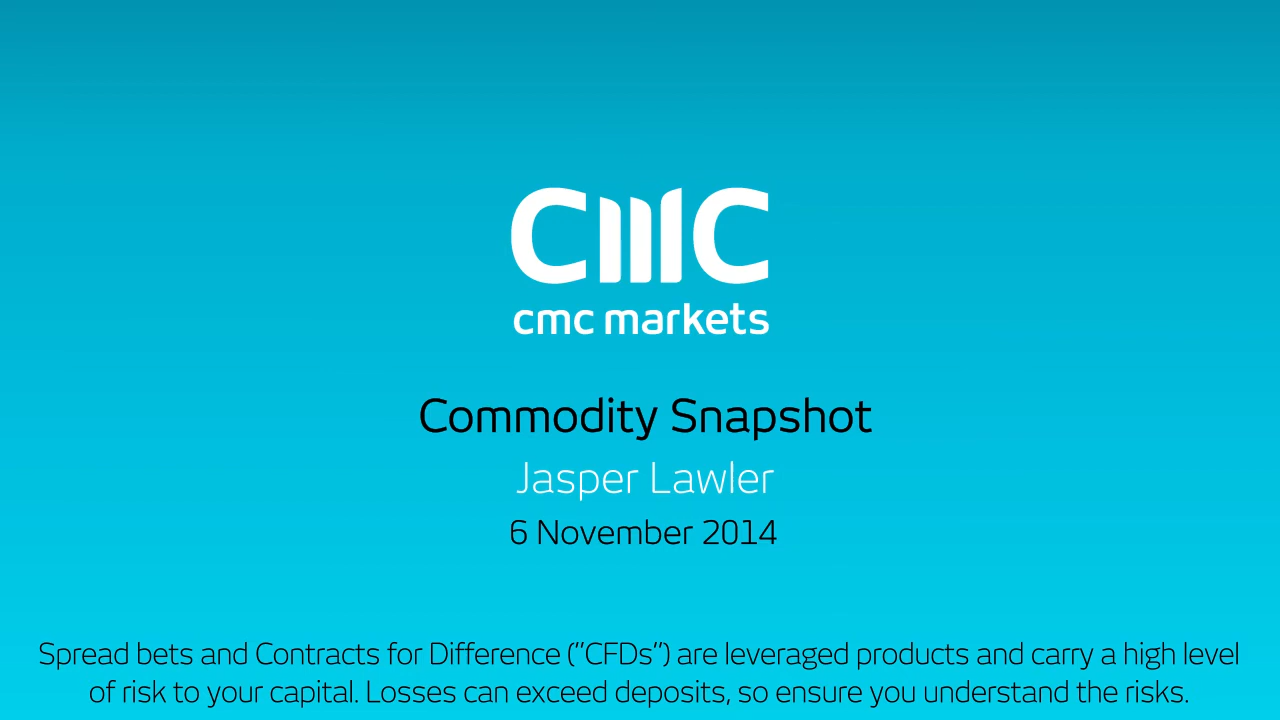 CMC
cmc markets
Commodity Snapshot
Jasper Lawler
6 November 2014
Spread bets and Contracts for Difference (“CFDs”) are leveraged products and carry a high level
of risk to your capital. Losses can exceed deposits, so ensure you understand the risks.